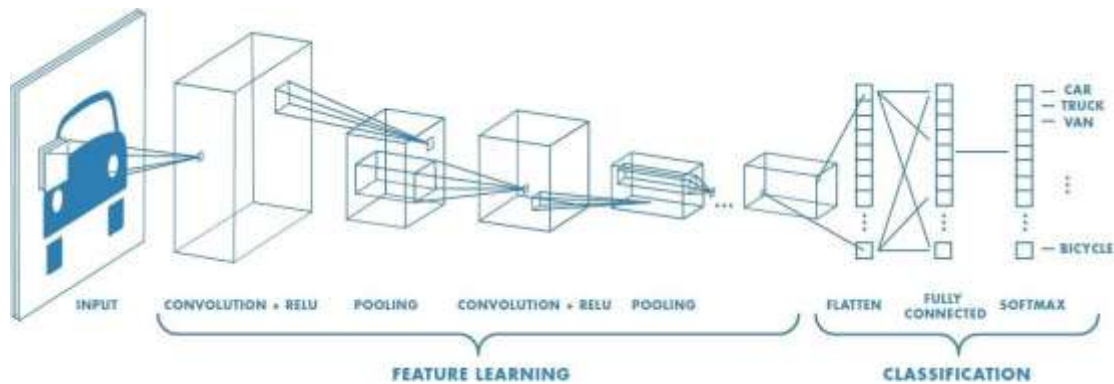 CAR
TRUCK
VAN
BICYCLE
INPUT
CONVOLUTION + RELU
POOLING
CONVOLUTION + RELU
POOLING
FLATTEN
FULLY
CONNECTED
SOFTMAX
FEATURE LEARNING
CLASSIFICATION